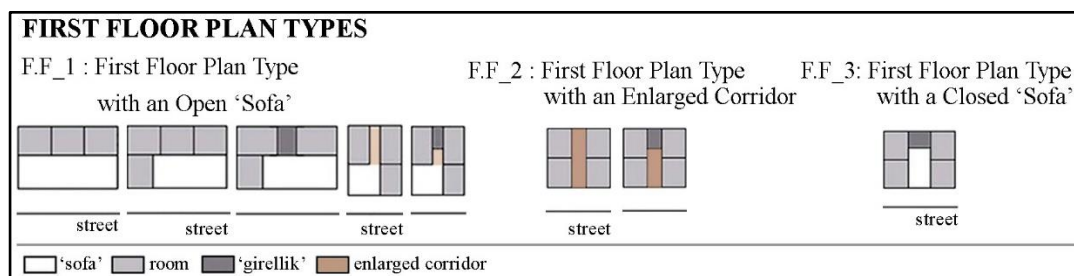 FIRST FLOOR PLAN TYPES
F.F_1 : First Floor Plan Type
with an Open ‘Sofa’
F.F_2 : First Floor Plan Type
with an Enlarged Corridor
F.F_3: First Floor Plan Type
with a Closed ‘Sofa’
street street street street street
‘sofa’ room ‘girellik’ enlarged corridor